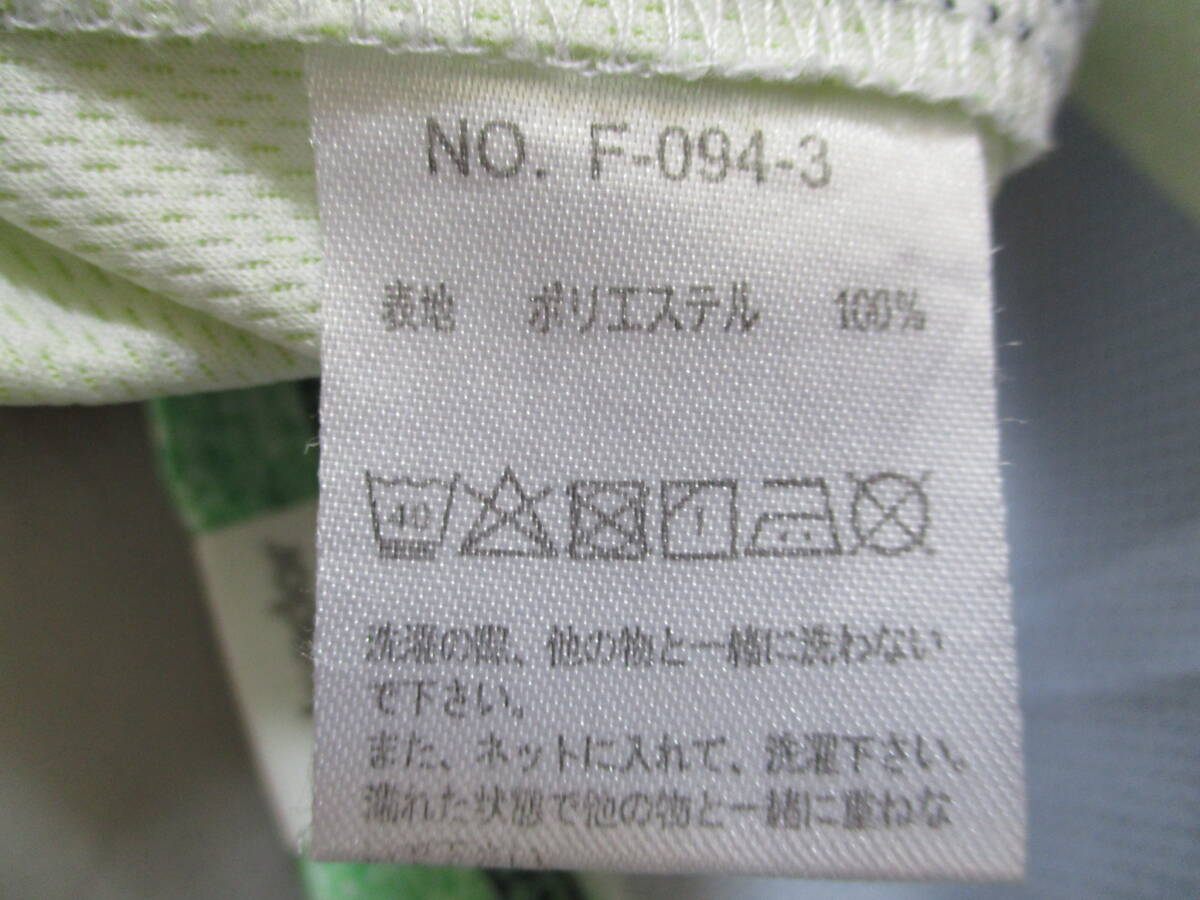 NO. F-094-3
表地 ポリエステル 100%
40
洗濯の際、他の物と一緒に洗わない
で下さい。
また、ネットに入れて、洗濯下さい。
濡れた状態で他の物と一緒に重ねな